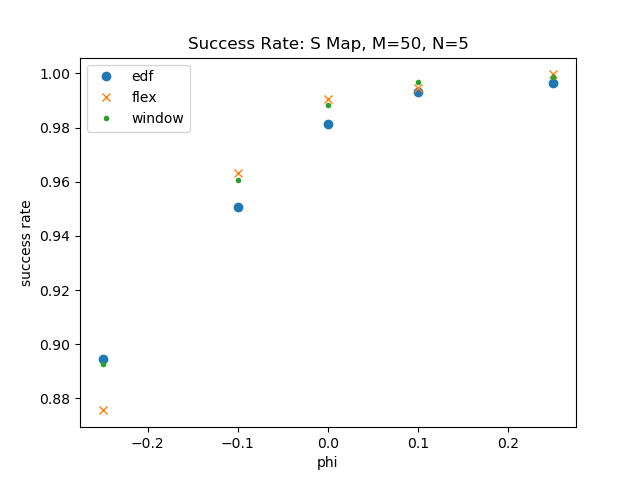 Success Rate: S Map, M=50, N=5
edf
flex
window
1.00
0.98
0.96
0.94
0.92
0.90
0.88
success rate
−0.2
−0.1
0.0
0.1
0.2
phi